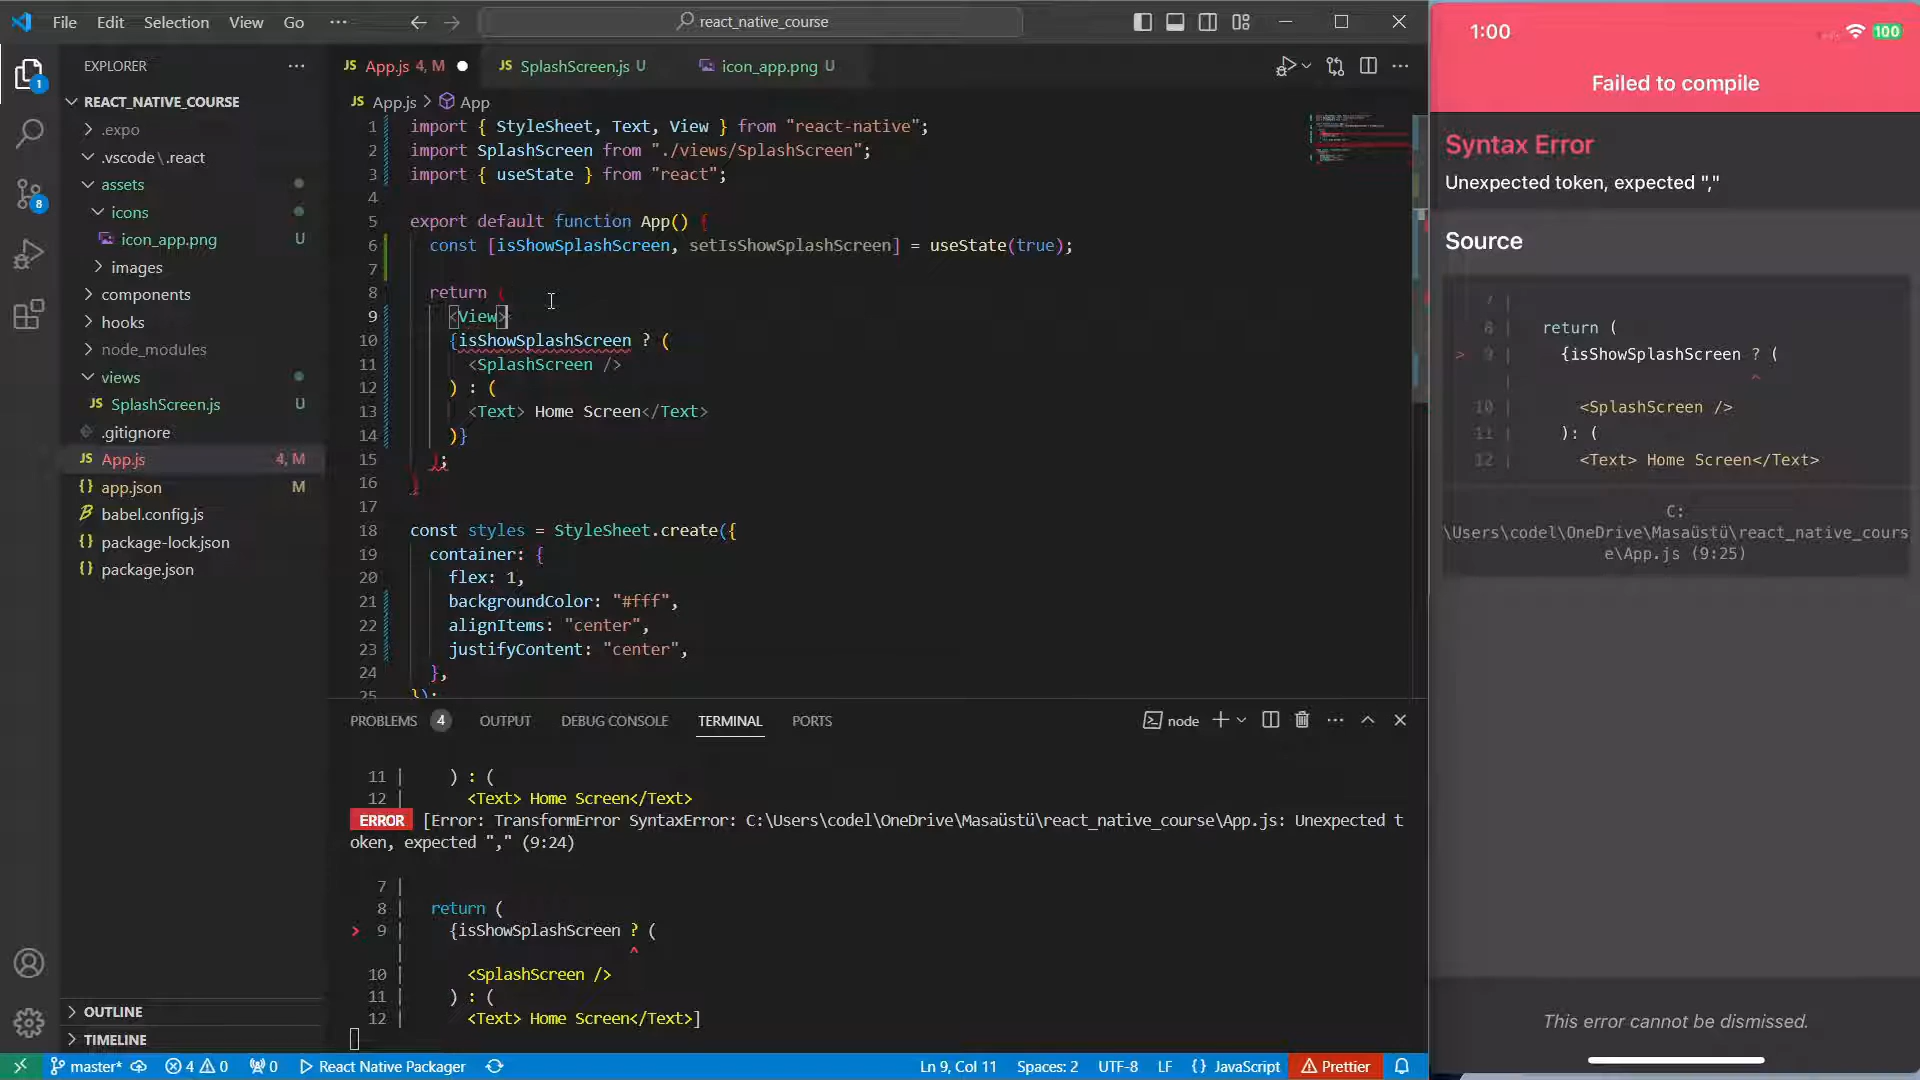 File Edit Selection View Go ··· react_native_course
EXPLORER
REACT_NATIVE_COURSE
.expo
.vscode \ .react
assets
icons
icon_app.png U
images
components
hooks
node_modules
views
SplashScreen.js U
.gitignore
App.js 4, M
app.json M
babel.config.js
package-lock.json
package.json
OUTLINE
TIMELINE
1
8
JS App.js 4, M ● JS SplashScreen.js U icon_app.png U
JS App.js > App
1 import { StyleSheet, Text, View } from "react-native";
2 import SplashScreen from "./views/SplashScreen";
3 import { useState } from "react";
4
5 export default function App() {
6 const [isShowSplashScreen, setIsShowSplashScreen] = useState(true);
7
8 return (
9 <View>
10 {isShowSplashScreen ? (
11 <SplashScreen />
12 ) : (
13 <Text> Home Screen</Text>
14 )}
15 );
16 }
17
18 const styles = StyleSheet.create({
19 container: {
20 flex: 1,
21 backgroundColor: "#fff",
22 alignItems: "center",
23 justifyContent: "center",
24 },
25 });
PROBLEMS 4 OUTPUT DEBUG CONSOLE TERMINAL PORTS node
11 | ) : (
12 | <Text> Home Screen</Text>
ERROR [Error: TransformError SyntaxError: C:\Users\codel\OneDrive\Masaüstü\react_native_course\App.js: Unexpected t
oken, expected "," (9:24)
7 |
8 | return (
> 9 | {isShowSplashScreen ? (
| ^
10 | <SplashScreen />
11 | ) : (
12 | <Text> Home Screen</Text>]
master* 4 0 0 React Native Packager Ln 9, Col 11 Spaces: 2 UTF-8 LF {} JavaScript Prettier
1:00 100
Failed to compile
Syntax Error
Unexpected token, expected ","
Source
7 |
8 | return (
> 9 | {isShowSplashScreen ? (
| ^
10 | <SplashScreen />
11 | ): (
12 | <Text> Home Screen</Text>
C:
\Users\codel\OneDrive\Masaüstü\react_native_cours
e\App.js (9:25)
This error cannot be dismissed.